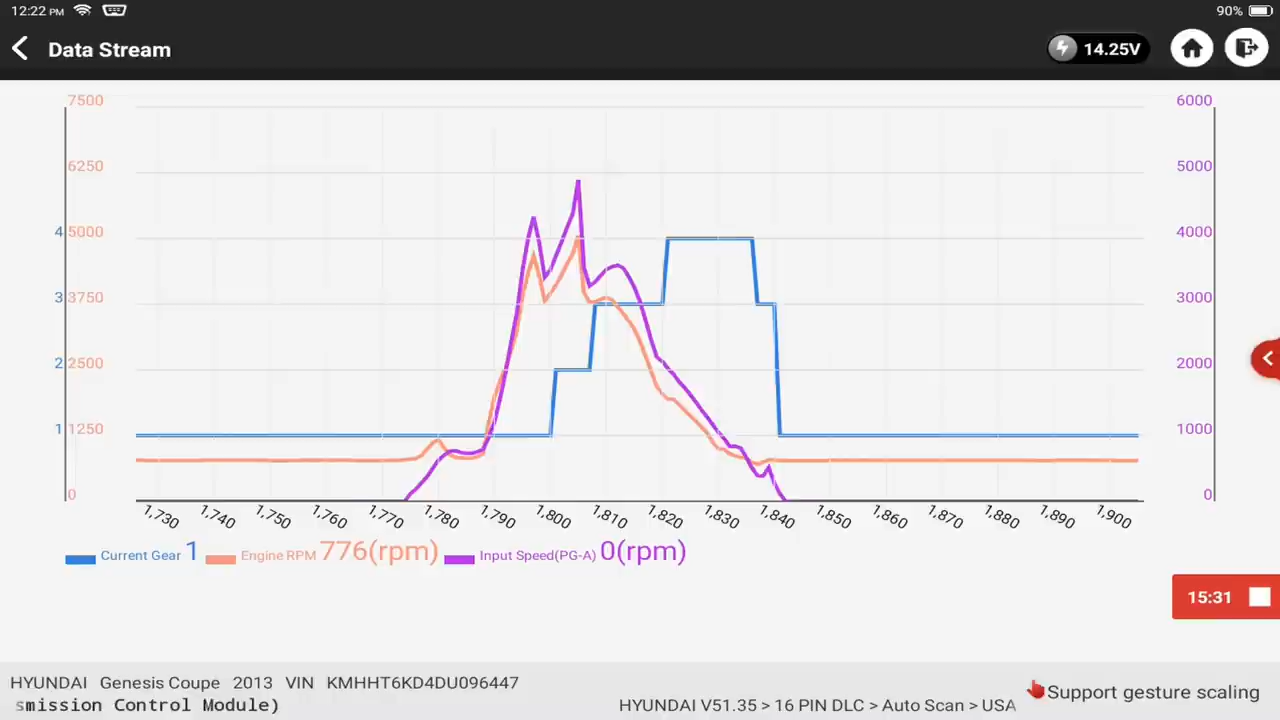 12:22 PM 90%
Data Stream 14.25V
7500 6000
6250 5000
4 5000 4000
3 3750 3000
2 2500 2000
1 1250 1000
0 0
1,730 1,740 1,750 1,760 1,770 1,780 1,790 1,800 1,810 1,820 1,830 1,840 1,850 1,860 1,870 1,880 1,890 1,900
Current Gear 1 Engine RPM 776(rpm) Input Speed(PG-A) 0(rpm)
15:31
HYUNDAI Genesis Coupe 2013 VIN KMHHT6KD4DU096447
smission Control Module) HYUNDAI V51.35 > 16 PIN DLC > Auto Scan > USA
Support gesture scaling